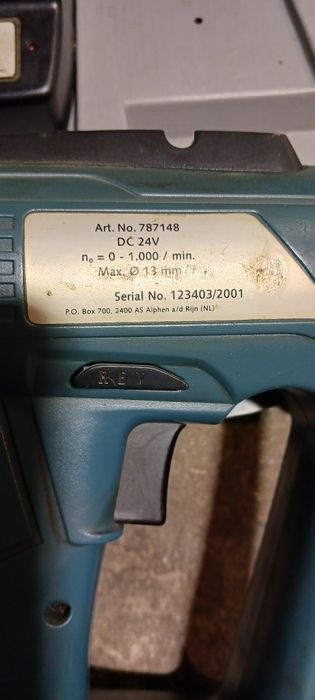 Art. No. 787148
DC 24V
n₀ = 0 - 1.000 / min.
Max. Ø 13 mm
Serial No. 123403/2001
P.O. Box 700, 2400 AS Alphen a/d Rijn (NL)
KEY